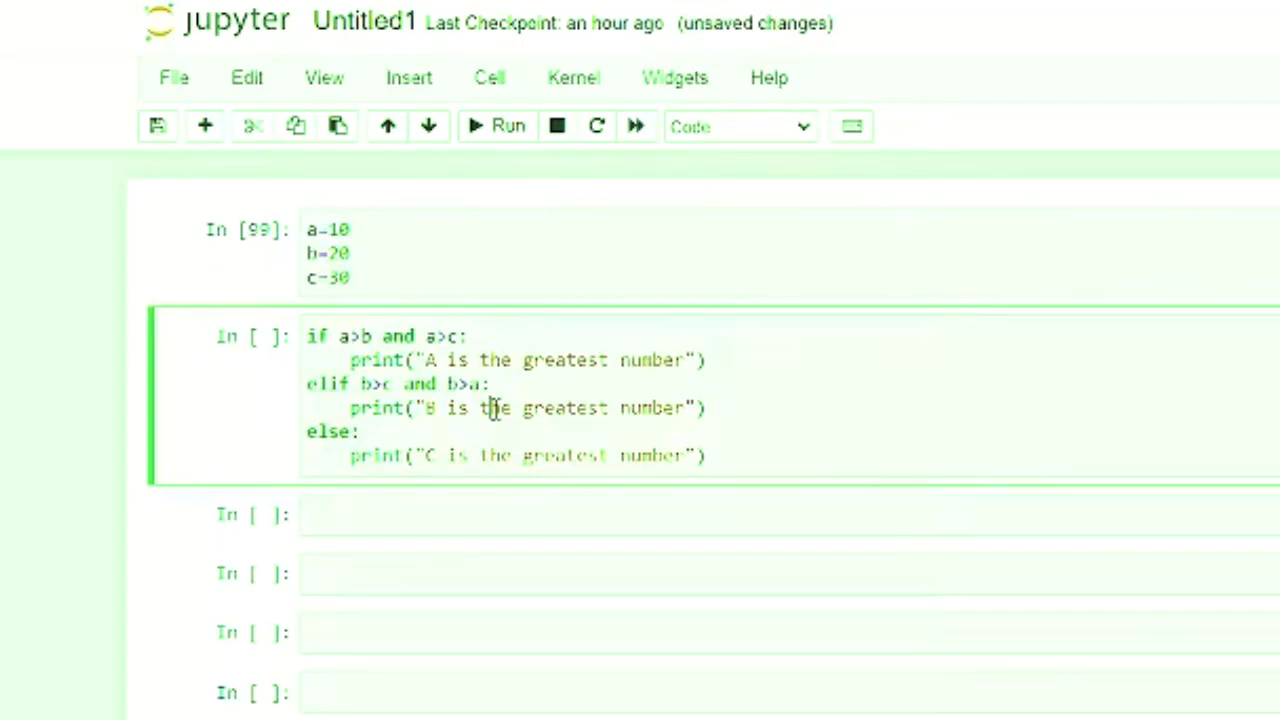 jupyter Untitled1 Last Checkpoint: an hour ago (unsaved changes)
File Edit View Insert Cell Kernel Widgets Help
Run Code
In [99]: a=10
b=20
c=30
In [ ]: if a>b and a>c:
print("A is the greatest number")
elif b>c and b>a:
print("B is the greatest number")
else:
print("C is the greatest number")
In [ ]:
In [ ]:
In [ ]:
In [ ]: